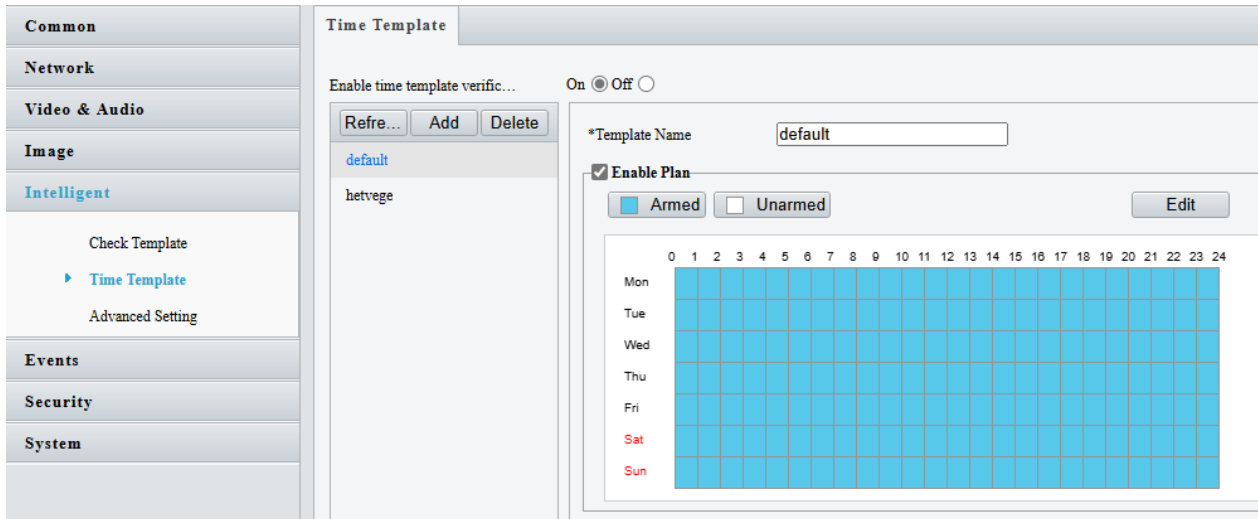 Common
Network
Video & Audio
Image
Intelligent
Check Template
Time Template
Advanced Setting
Events
Security
System
Time Template
Enable time template verific... On Off
Refre... Add Delete
default
hetvege
*Template Name default
Enable Plan
Armed Unarmed Edit
0 1 2 3 4 5 6 7 8 9 10 11 12 13 14 15 16 17 18 19 20 21 22 23 24
Mon
Tue
Wed
Thu
Fri
Sat
Sun